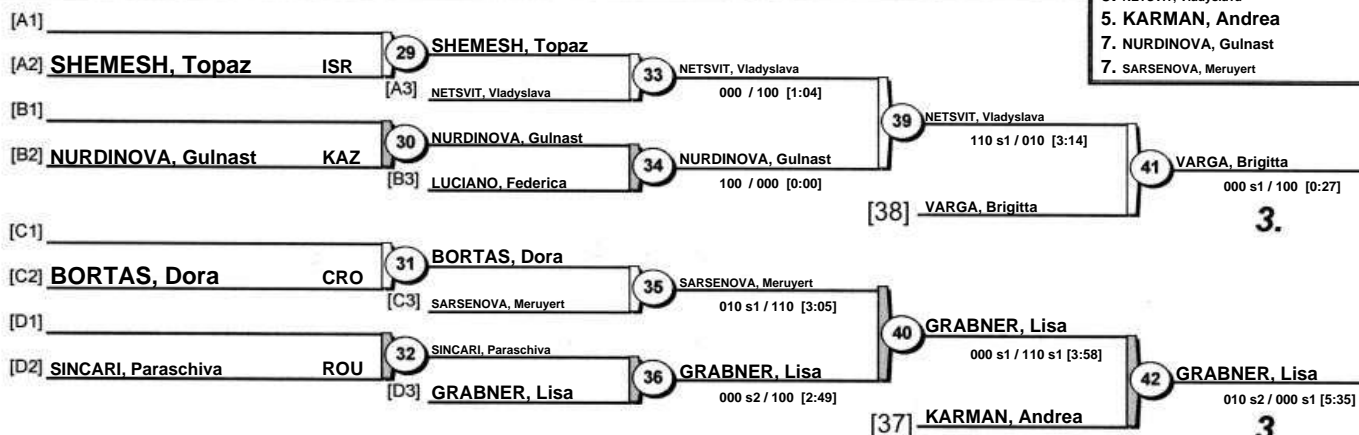 [A1]
[A2] SHEMESH, Topaz ISR
29
SHEMESH, Topaz
[A3] NETSVIT, Vladyslava
33
NETSVIT, Vladyslava
000 / 100 [1:04]
[B1]
[B2] NURDINOVA, Gulnast KAZ
30
NURDINOVA, Gulnast
[B3] LUCIANO, Federica
34
NURDINOVA, Gulnast
100 / 000 [0:00]
39
NETSVIT, Vladyslava
110 s1 / 010 [3:14]
[38] VARGA, Brigitta
41
VARGA, Brigitta
000 s1 / 100 [0:27]
3.
[C1]
[C2] BORTAS, Dora CRO
31
BORTAS, Dora
[C3] SARSENOVA, Meruyert
35
SARSENOVA, Meruyert
010 s1 / 110 [3:05]
[D1]
[D2] SINCARI, Paraschiva ROU
32
SINCARI, Paraschiva
[D3] GRABNER, Lisa
36
GRABNER, Lisa
000 s2 / 100 [2:49]
40
GRABNER, Lisa
000 s1 / 110 s1 [3:58]
[37] KARMAN, Andrea
42
GRABNER, Lisa
010 s2 / 000 s1 [5:35]
3
5. KARMAN, Andrea
7. NURDINOVA, Gulnast
7. SARSENOVA, Meruyert